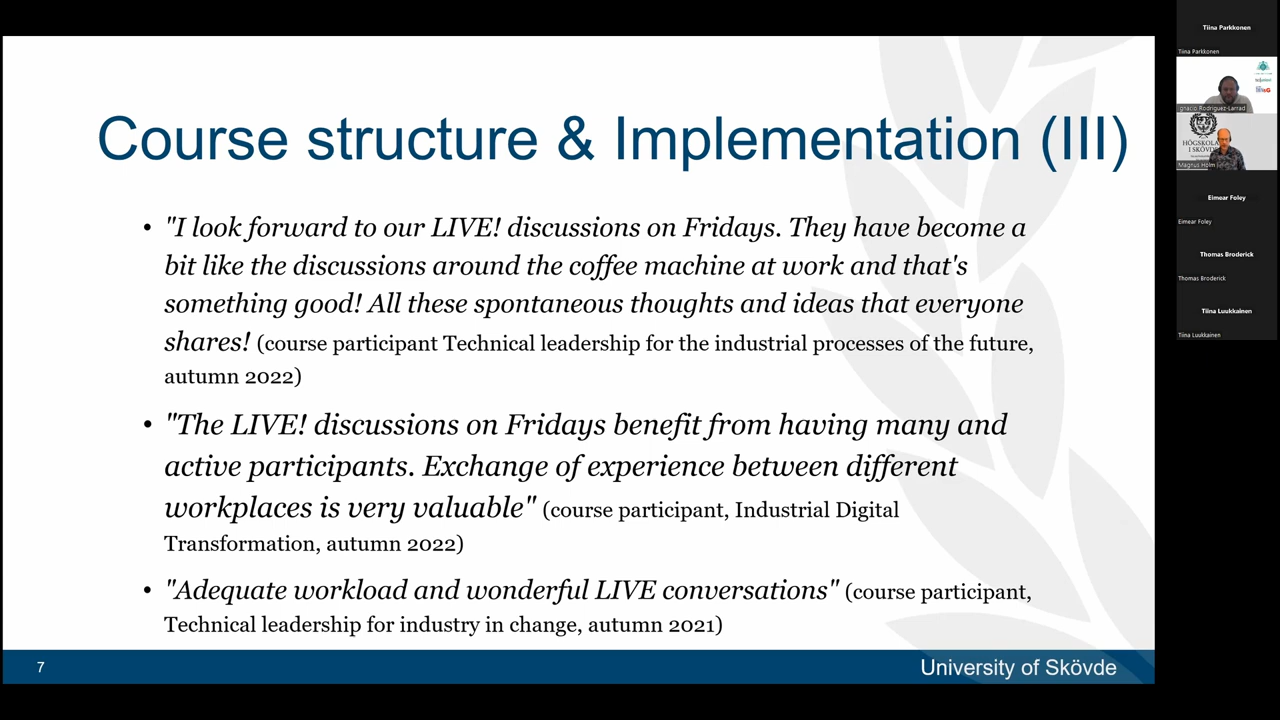 Course structure & Implementation (III)
• "I look forward to our LIVE! discussions on Fridays. They have become a
bit like the discussions around the coffee machine at work and that's
something good! All these spontaneous thoughts and ideas that everyone
shares! (course participant Technical leadership for the industrial processes of the future,
autumn 2022)
• "The LIVE! discussions on Fridays benefit from having many and
active participants. Exchange of experience between different
workplaces is very valuable" (course participant, Industrial Digital
Transformation, autumn 2022)
• "Adequate workload and wonderful LIVE conversations" (course participant,
Technical leadership for industry in change, autumn 2021)
7
University of Skövde
Tiina Parkkonen
Tiina Parkkonen
Ignacio Rodriguez-Larrad
HÖGSKOLA
I SKÖVDE
Magnus Holm
Eimear Foley
Eimear Foley
Thomas Broderick
Thomas Broderick
Tiina Luukkainen
Tiina Luukkainen